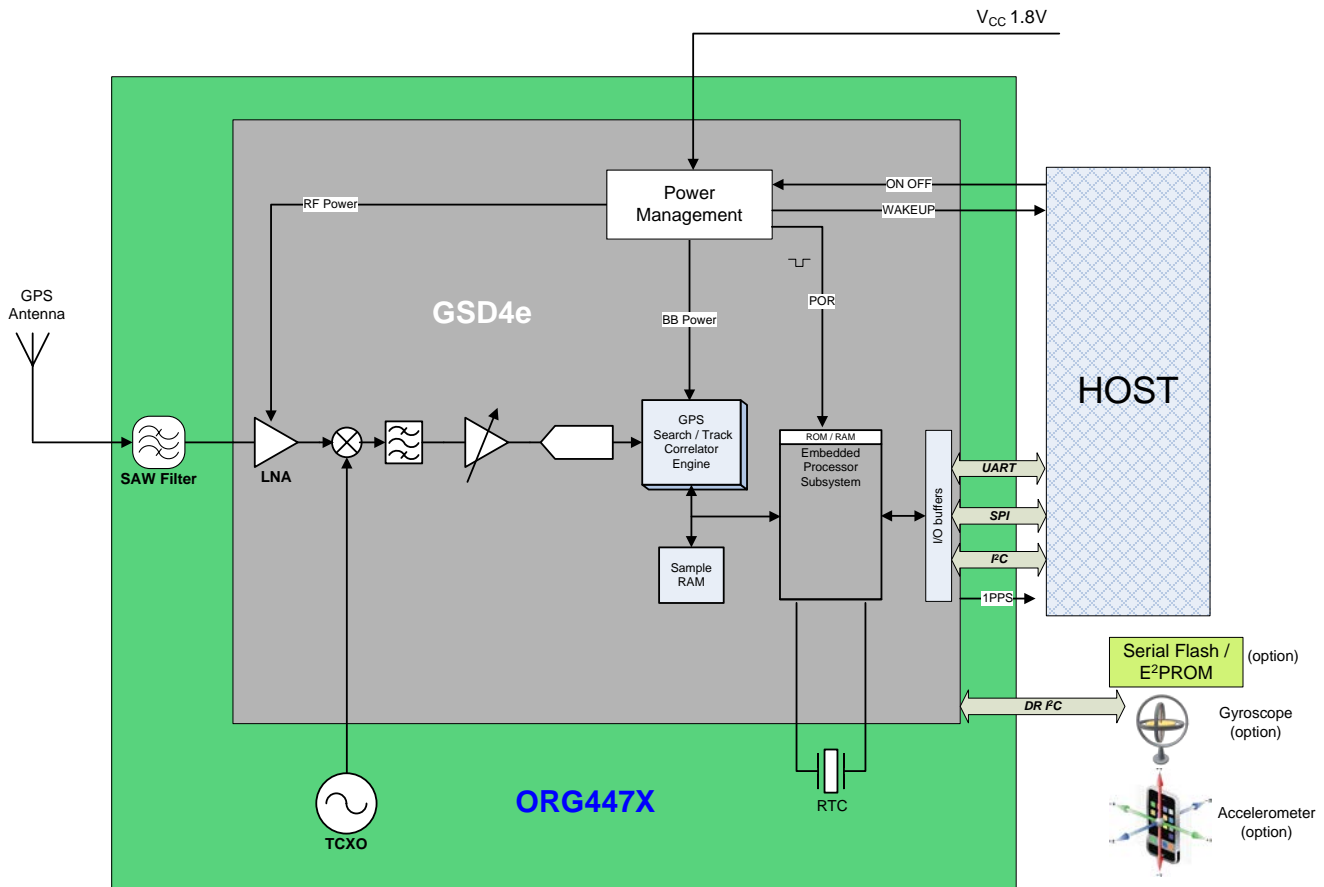 V_CC 1.8V
Power
Management
ON OFF
WAKEUP
RF Power
GPS
Antenna
GSD4e
POR
BB Power
HOST
GPS
Search / Track
Correlator
Engine
ROM / RAM
Embedded
Processor
Subsystem
I/O buffers
UART
SPI
I²C
1PPS
SAW Filter
LNA
Sample
RAM
Serial Flash /
E²PROM
(option)
DR I²C
Gyroscope
(option)
ORG447X
TCXO
RTC
Accelerometer
(option)